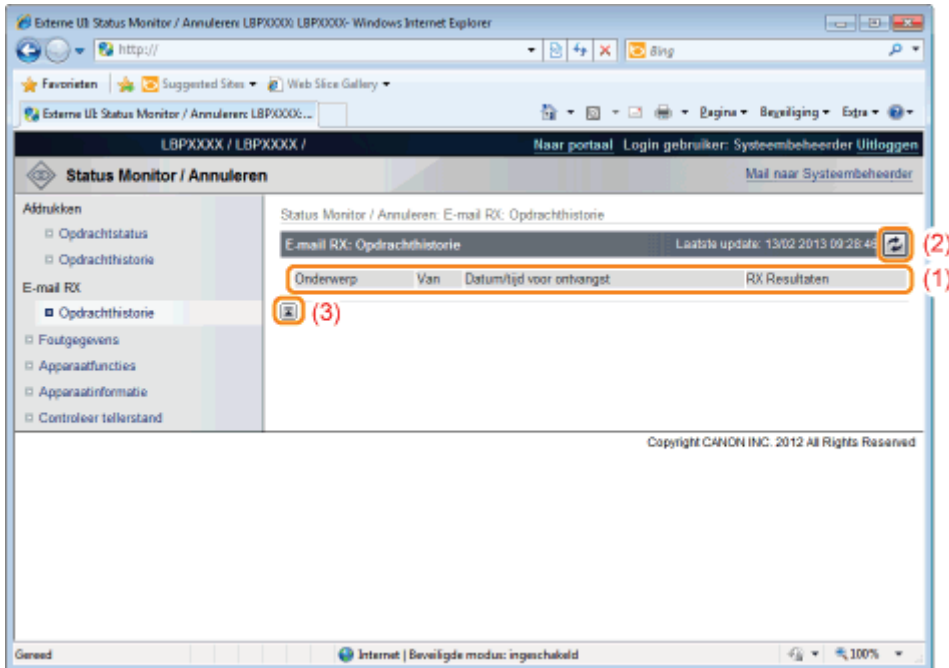 Externe UI: Status Monitor / Annuleren: LBPXXXX: LBPXXXX- Windows Internet Explorer
http://
Bing
Favorieten Suggested Sites Web Slice Gallery
Externe UI: Status Monitor / Annuleren: LBPXXXX:...
Pagina Beveiliging Extra
LBPXXXX / LBPXXXX /
Naar portaal Login gebruiker: Systeembeheerder Uitloggen
Status Monitor / Annuleren
Mail naar Systeembeheerder
Afdrukken
Opdrachtstatus
Opdrachthistorie
E-mail RX
Opdrachthistorie
Foutgegevens
Apparaatfuncties
Apparaatinformatie
Controleer tellerstand
Status Monitor / Annuleren: E-mail RX: Opdrachthistorie
E-mail RX: Opdrachthistorie
Laatste update: 13/02 2013 09:28:46
(2)
Onderwerp Van Datum/tijd voor ontvangst RX Resultaten
(1)
(3)
Copyright CANON INC. 2012 All Rights Reserved
Gereed
Internet | Beveiligde modus: ingeschakeld
100%